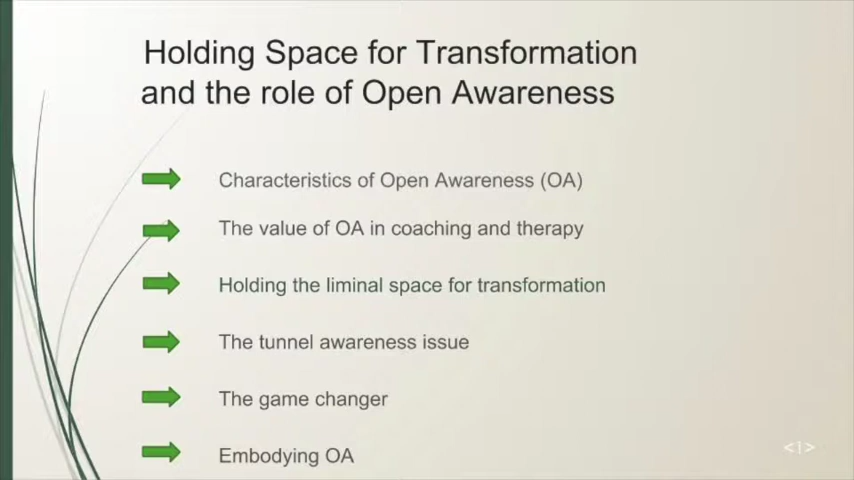 Holding Space for Transformation
and the role of Open Awareness
Characteristics of Open Awareness (OA)
The value of OA in coaching and therapy
Holding the liminal space for transformation
The tunnel awareness issue
The game changer
Embodying OA
<1>